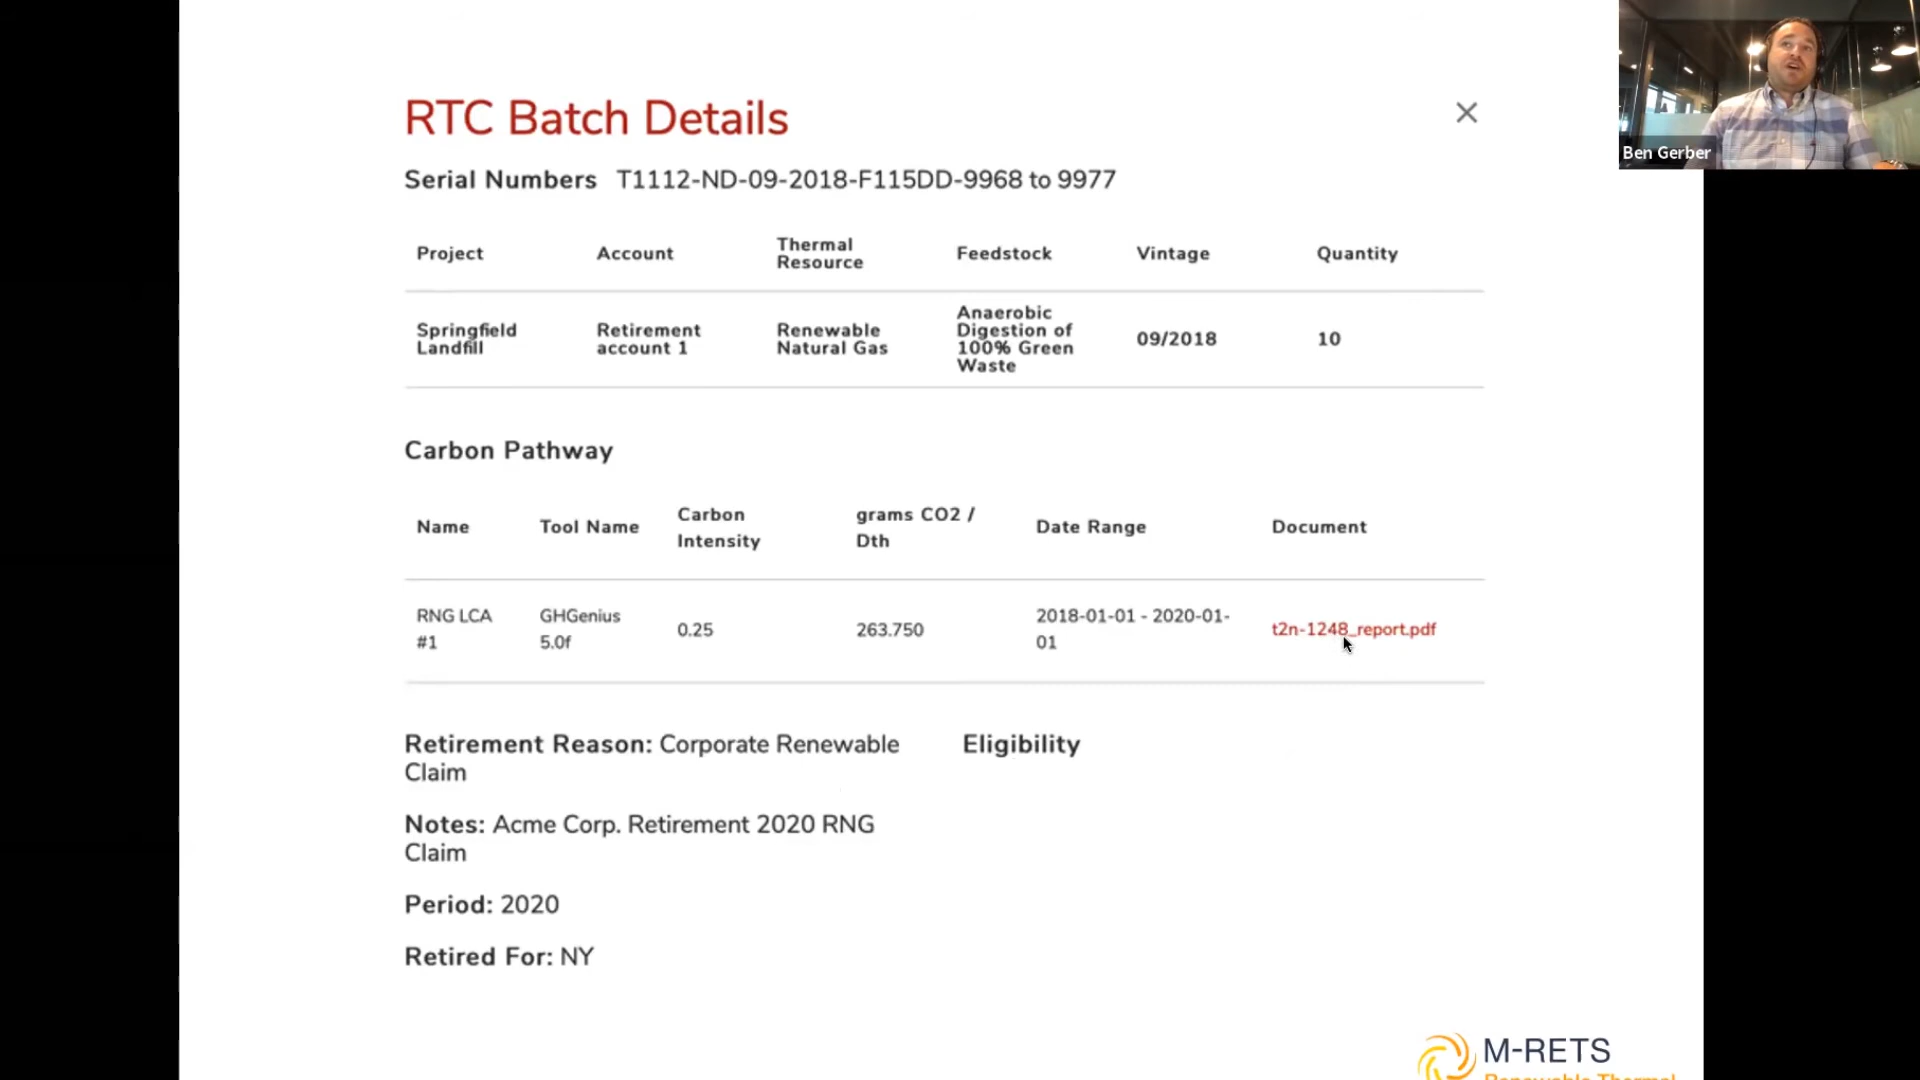 RTC Batch Details
Ben Gerber
Serial Numbers T1112-ND-09-2018-F115DD-9968 to 9977
Project Account Thermal Resource Feedstock Vintage Quantity
Springfield Landfill Retirement account 1 Renewable Natural Gas Anaerobic Digestion of 100% Green Waste 09/2018 10
Carbon Pathway
Name Tool Name Carbon Intensity grams CO2 / Dth Date Range Document
RNG LCA #1 GHGenius 5.0f 0.25 263.750 2018-01-01 - 2020-01-01 t2n-1248_report.pdf
Retirement Reason: Corporate Renewable Claim
Eligibility
Notes: Acme Corp. Retirement 2020 RNG Claim
Period: 2020
Retired For: NY
M-RETS
Renewable Thermal